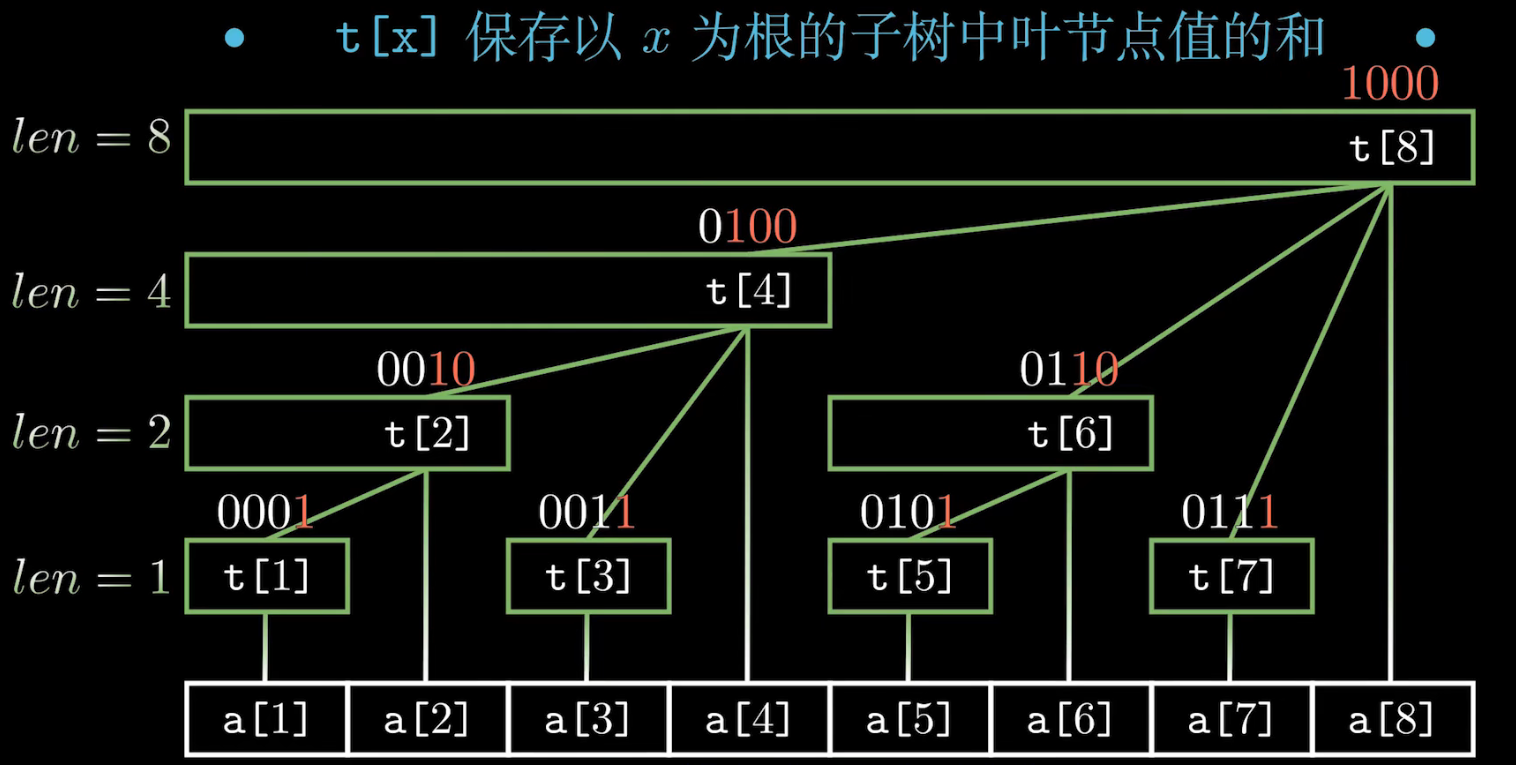 • t[x] 保存以 x 为根的子树中叶节点值的和 •
1000
len = 8 t[8]
0100
len = 4 t[4]
0010 0110
len = 2 t[2] t[6]
0001 0011 0101 0111
len = 1 t[1] t[3] t[5] t[7]
a[1] a[2] a[3] a[4] a[5] a[6] a[7] a[8]